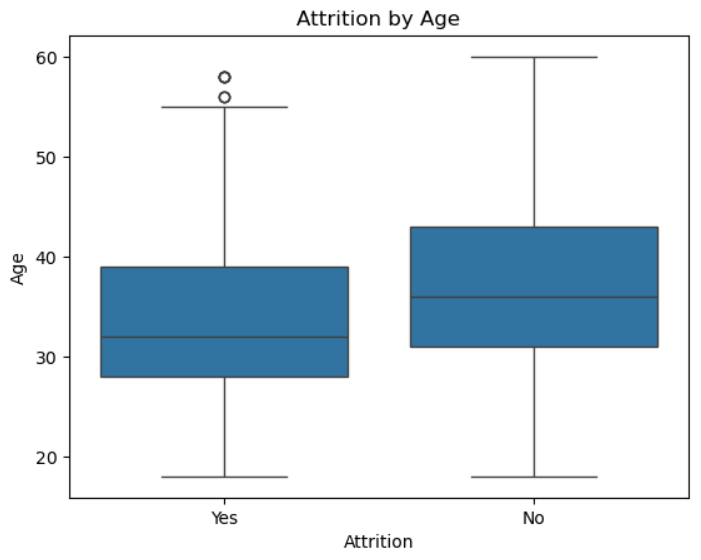 Attrition by Age
60
50
40
30
20
Age
Yes No
Attrition